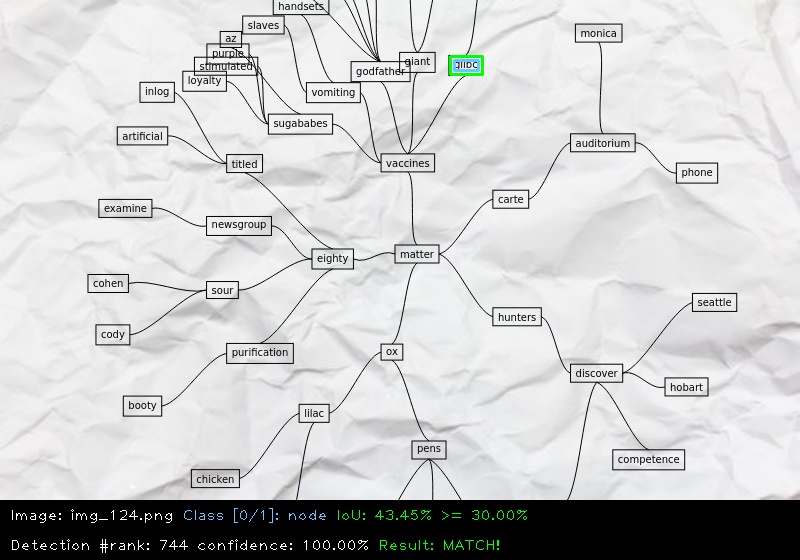 handsets
slaves
monica
az
purple
giant
glibc
stimulated
godfather
loyalty
inlog
vomiting
sugababes
artificial
auditorium
titled
vaccines
phone
carte
examine
newsgroup
matter
eighty
cohen
sour
seattle
hunters
cody
purification
ox
discover
hobart
booty
lilac
pens
competence
chicken
Image: img_124.png Class [0/1]: node IoU: 43.45% >= 30.00%
Detection #rank: 744 confidence: 100.00% Result: MATCH!